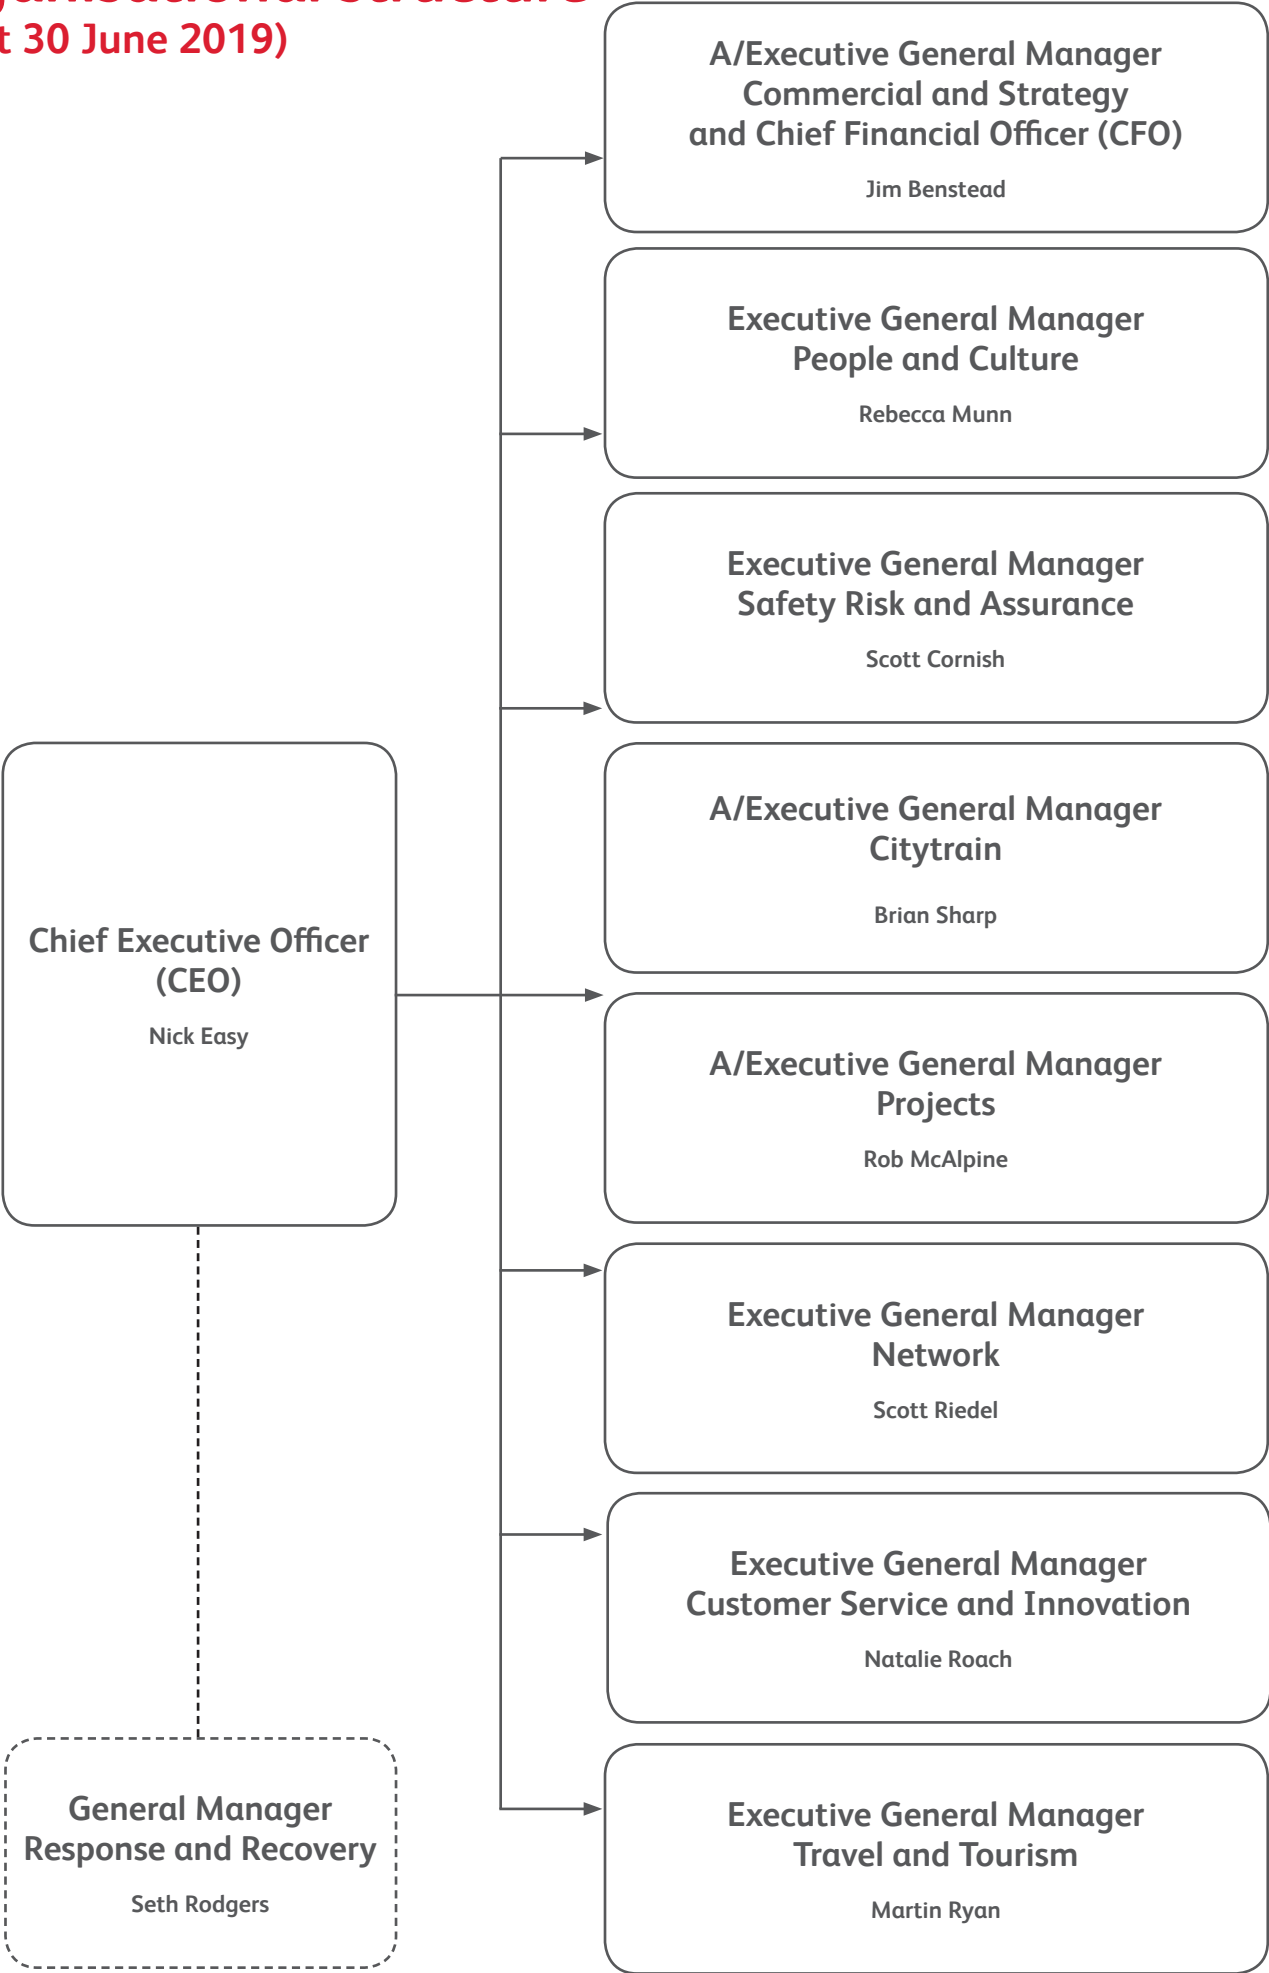 t 30 June 2019)
A/Executive General Manager
Commercial and Strategy
and Chief Financial Officer (CFO)
Jim Benstead
Executive General Manager
People and Culture
Rebecca Munn
Executive General Manager
Safety Risk and Assurance
Scott Cornish
A/Executive General Manager
Citytrain
Brian Sharp
Chief Executive Officer
(CEO)
Nick Easy
A/Executive General Manager
Projects
Rob McAlpine
Executive General Manager
Network
Scott Riedel
Executive General Manager
Customer Service and Innovation
Natalie Roach
Executive General Manager
Travel and Tourism
Martin Ryan
General Manager
Response and Recovery
Seth Rodgers